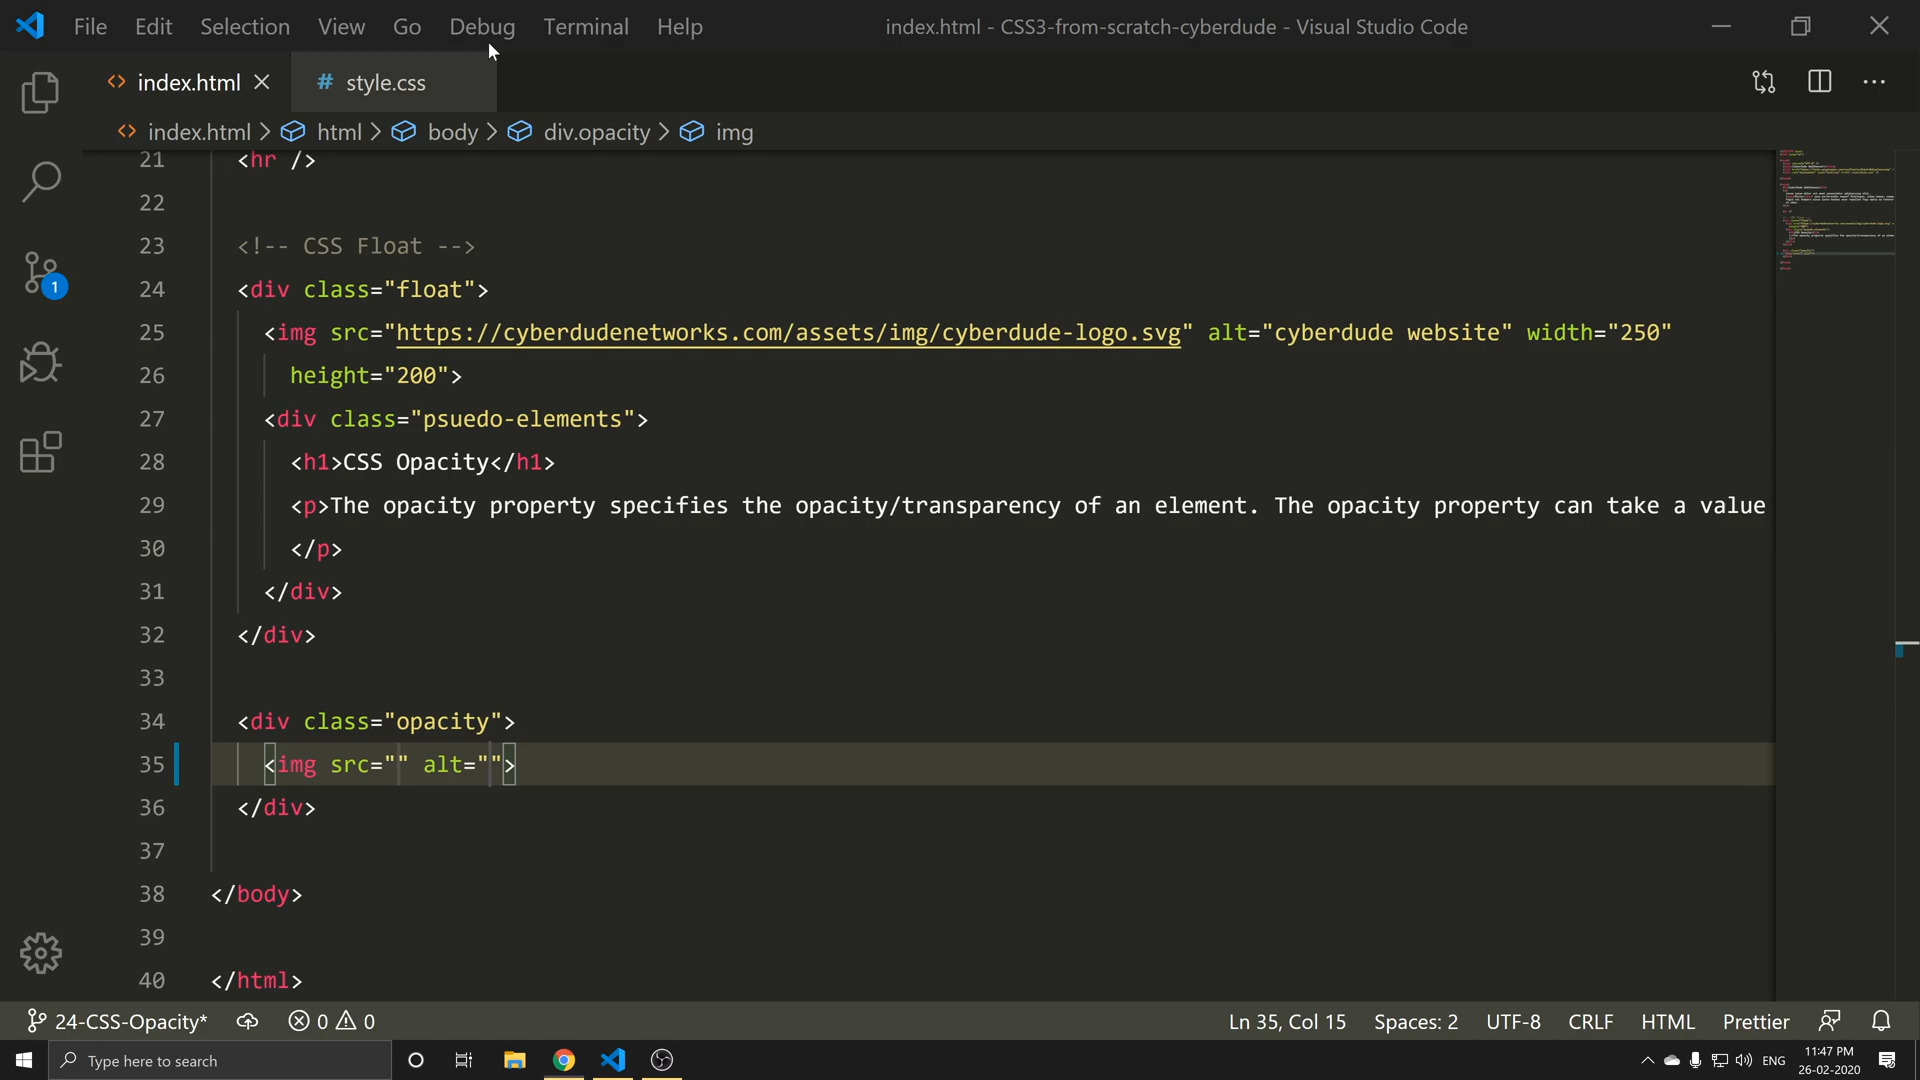 File Edit Selection View Go Debug Terminal Help index.html - CSS3-from-scratch-cyberdude - Visual Studio Code
<> index.html × # style.css
<> index.html > html > body > div.opacity > img
21 <hr />
22
23 <!-- CSS Float -->
24 <div class="float">
25 <img src="https://cyberdudenetworks.com/assets/img/cyberdude-logo.svg" alt="cyberdude website" width="250"
26 height="200">
27 <div class="psuedo-elements">
28 <h1>CSS Opacity</h1>
29 <p>The opacity property specifies the opacity/transparency of an element. The opacity property can take a value
30 </p>
31 </div>
32 </div>
33
34 <div class="opacity">
35 <img src="" alt="">
36 </div>
37
38 </body>
39
40 </html>
1
24-CSS-Opacity* 0 0 Ln 35, Col 15 Spaces: 2 UTF-8 CRLF HTML Prettier
Type here to search ENG 11:47 PM
26-02-2020